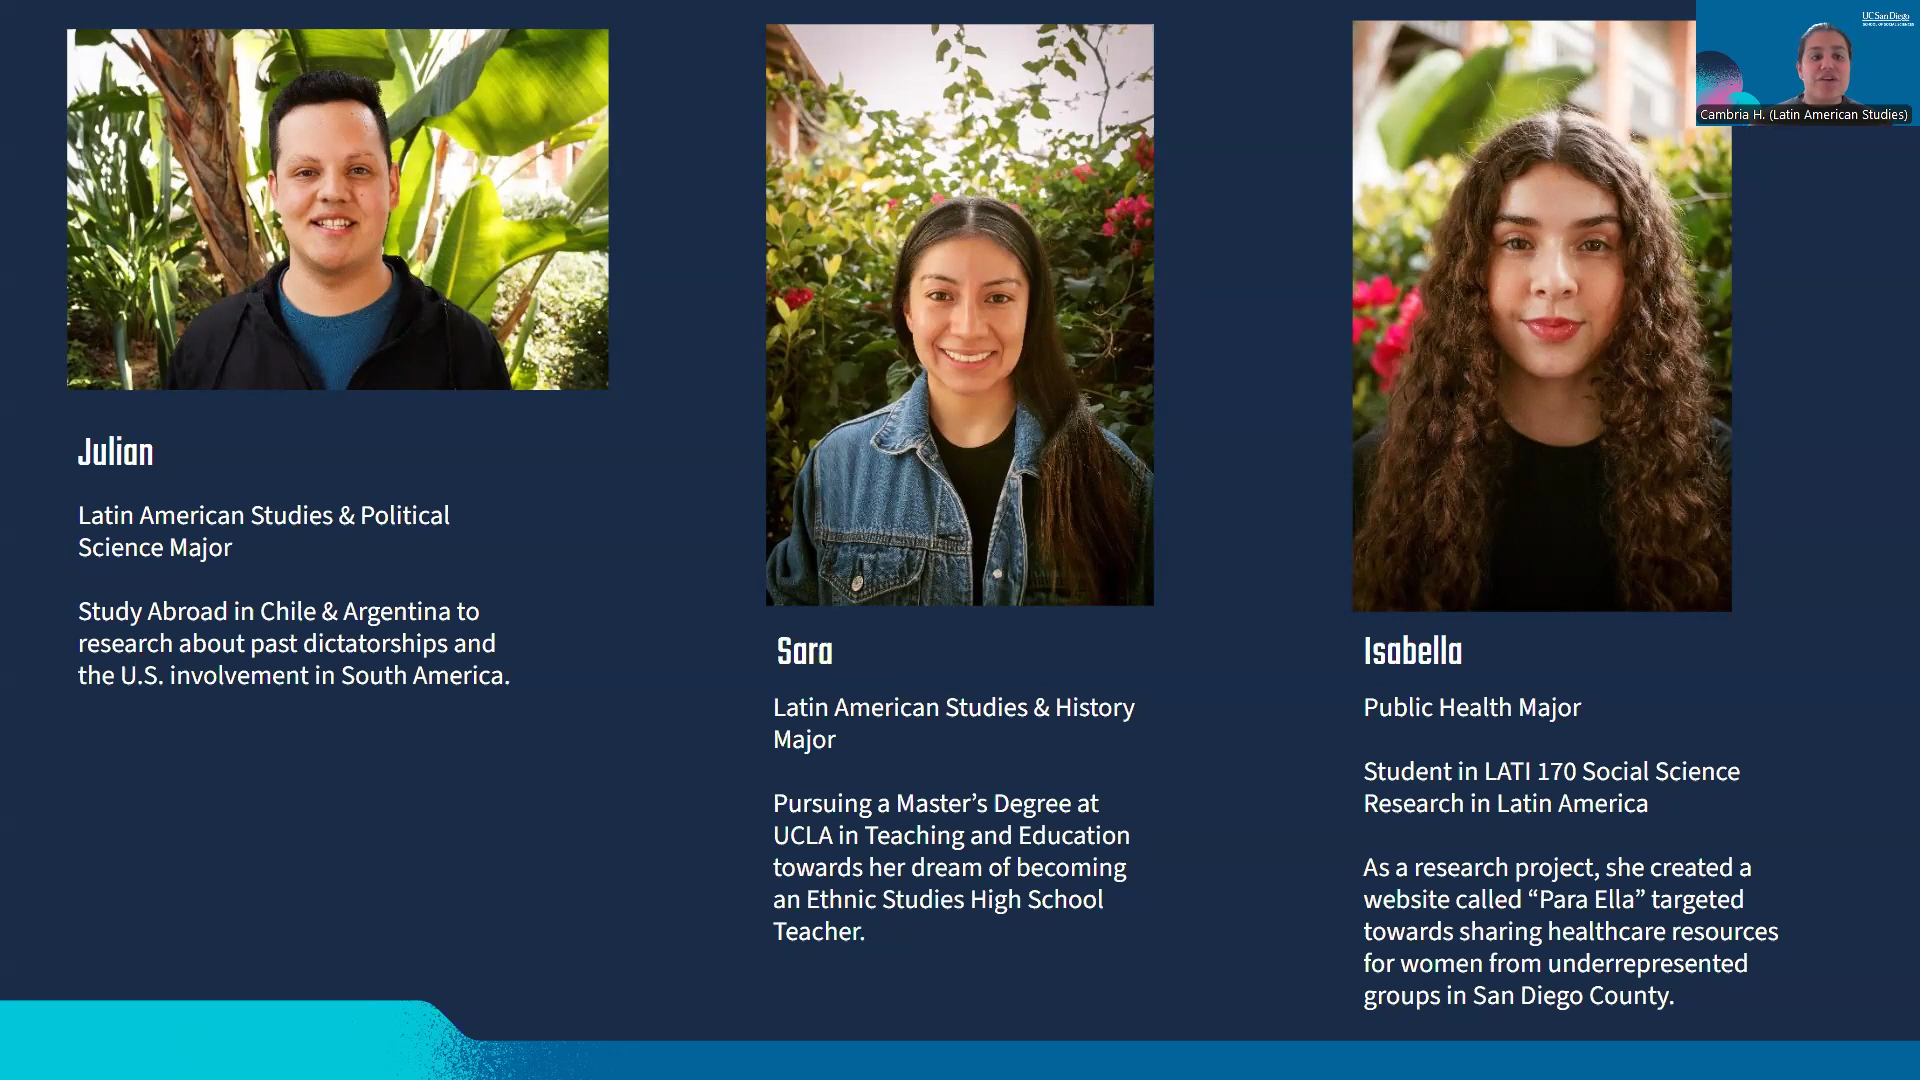 UC San Diego
SCHOOL OF SOCIAL SCIENCES
Cambria H. (Latin American Studies)
Julian
Latin American Studies & Political
Science Major
Study Abroad in Chile & Argentina to
research about past dictatorships and
the U.S. involvement in South America.
Sara
Latin American Studies & History
Major
Pursuing a Master’s Degree at
UCLA in Teaching and Education
towards her dream of becoming
an Ethnic Studies High School
Teacher.
Isabella
Public Health Major
Student in LATI 170 Social Science
Research in Latin America
As a research project, she created a
website called “Para Ella” targeted
towards sharing healthcare resources
for women from underrepresented
groups in San Diego County.